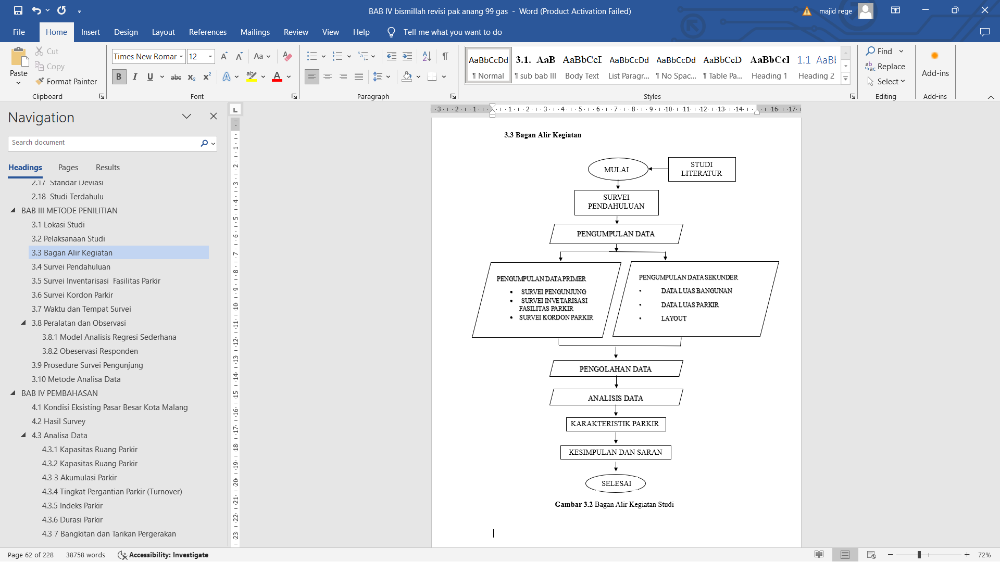 BAB IV bismillah revisi pak anang 99 gas - Word (Product Activation Failed)
majid rege
File Home Insert Design Layout References Mailings Review View Help Tell me what you want to do
Paste
Cut
Copy
Format Painter
Clipboard
Times New Romar 12
Font
Paragraph
AaBbCcDd 3.1. AaB AaBbCcI AaBbCcDd AaBbCcDd AaBbCcD AaBbCcI 1.1 AaBb
¶ Normal ¶ sub bab III Body Text List Paragr... ¶ No Spac... ¶ Table Pa... Heading 1 Heading 2
Styles
Find
Replace
Select
Editing
Add-ins
Add-ins
Navigation
Search document
Headings Pages Results
2.17 Standar Deviasi
2.18 Studi Terdahulu
BAB III METODE PENILITIAN
3.1 Lokasi Studi
3.2 Pelaksanaan Studi
3.3 Bagan Alir Kegiatan
3.4 Survei Pendahuluan
3.5 Survei Inventarisasi Fasilitas Parkir
3.6 Survei Kordon Parkir
3.7 Waktu dan Tempat Survei
3.8 Peralatan dan Observasi
3.8.1 Model Analisis Regresi Sederhana
3.8.2 Obeservasi Responden
3.9 Prosedure Survei Pengunjung
3.10 Metode Analisa Data
BAB IV PEMBAHASAN
4.1 Kondisi Eksisting Pasar Besar Kota Malang
4.2 Hasil Survey
4.3 Analisa Data
4.3.1 Kapasitas Ruang Parkir
4.3.2 Kapasitas Ruang Parkir
4.3 3 Akumulasi Parkir
4.3.4 Tingkat Pergantian Parkir (Turnover)
4.3.5 Indeks Parkir
4.3.6 Durasi Parkir
4.3 7 Bangkitan dan Tarikan Pergerakan
3.3 Bagan Alir Kegiatan
MULAI
STUDI
LITERATUR
SURVEI
PENDAHULUAN
PENGUMPULAN DATA
PENGUMPULAN DATA PRIMER
• SURVEI PENGUNJUNG
• SURVEI INVETARISASI
FASILITAS PARKIR
• SURVEI KORDON PARKIR
PENGUMPULAN DATA SEKUNDER
• DATA LUAS BANGUNAN
• DATA LUAS PARKIR
• LAYOUT
PENGOLAHAN DATA
ANALISIS DATA
KARAKTERISTIK PARKIR
KESIMPULAN DAN SARAN
SELESAI
Gambar 3.2 Bagan Alir Kegiatan Studi
Page 62 of 228 38758 words Accessibility: Investigate
72%